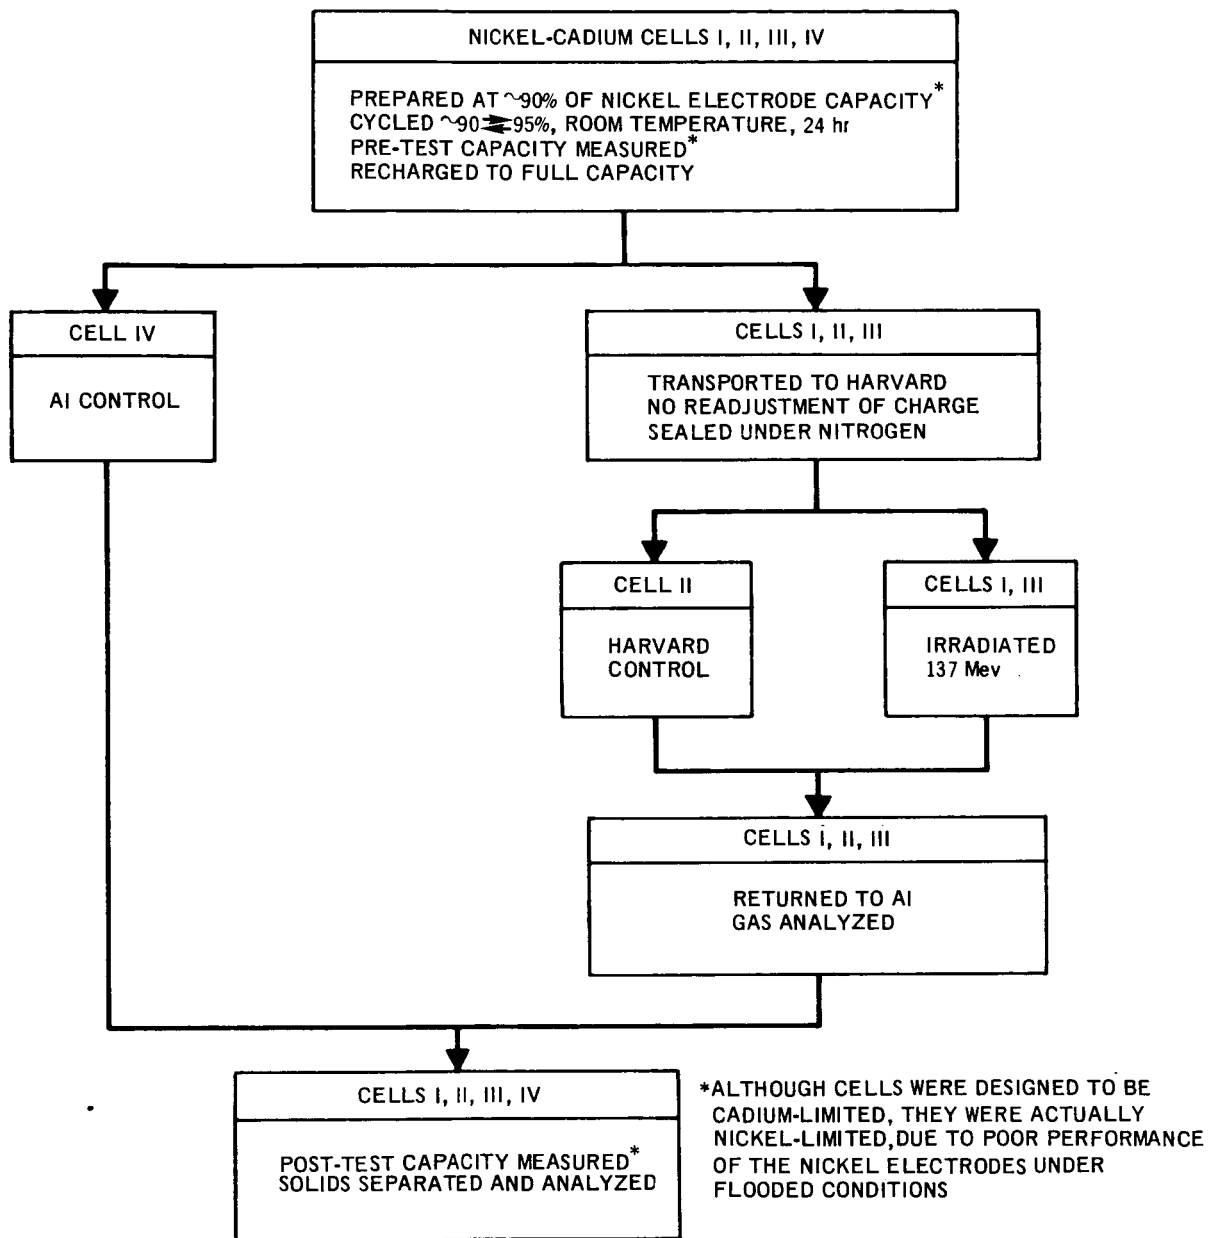 NICKEL-CADIUM CELLS I, II, III, IV
PREPARED AT ~90% OF NICKEL ELECTRODE CAPACITY*
CYCLED ~90⇄95%, ROOM TEMPERATURE, 24 hr
PRE-TEST CAPACITY MEASURED*
RECHARGED TO FULL CAPACITY
CELL IV
AI CONTROL
CELLS I, II, III
TRANSPORTED TO HARVARD
NO READJUSTMENT OF CHARGE
SEALED UNDER NITROGEN
CELL II
HARVARD
CONTROL
CELLS I, III
IRRADIATED
137 Mev
CELLS I, II, III
RETURNED TO AI
GAS ANALYZED
CELLS I, II, III, IV
POST-TEST CAPACITY MEASURED*
SOLIDS SEPARATED AND ANALYZED
*ALTHOUGH CELLS WERE DESIGNED TO BE
CADIUM-LIMITED, THEY WERE ACTUALLY
NICKEL-LIMITED, DUE TO POOR PERFORMANCE
OF THE NICKEL ELECTRODES UNDER
FLOODED CONDITIONS